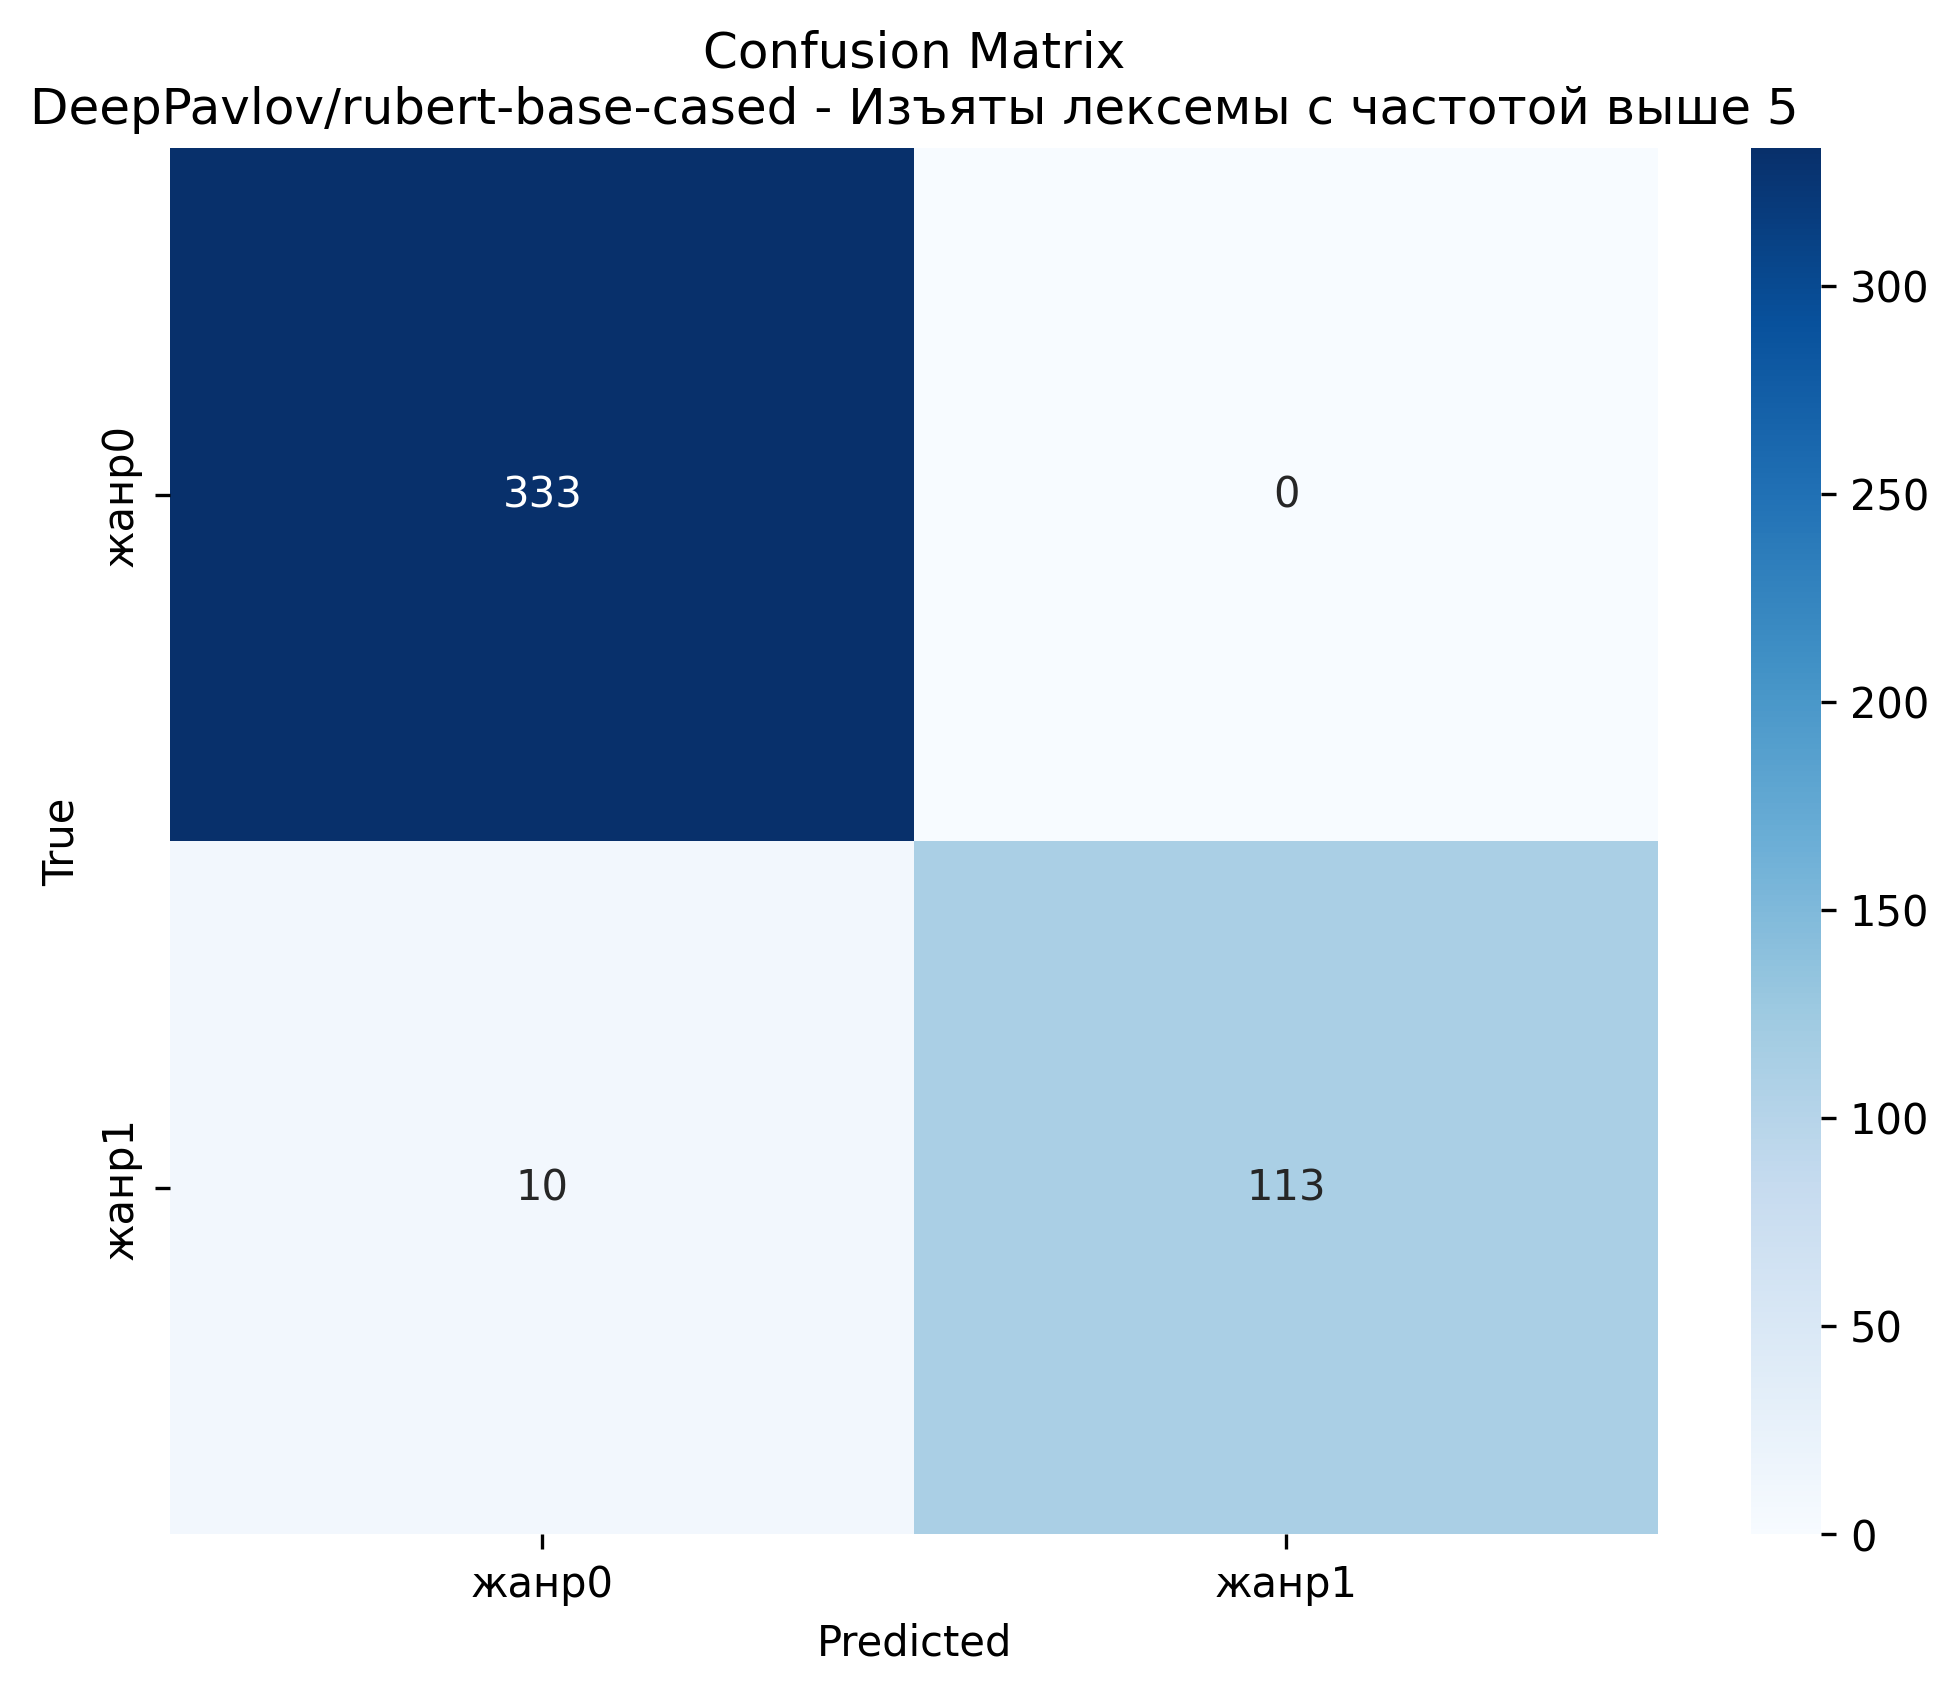 Confusion Matrix
DeepPavlov/rubert-base-cased - Изъяты лексемы с частотой выше 5
True
жанр0
333
0
жанр1
10
113
жанр0
жанр1
Predicted
300
250
200
150
100
50
0